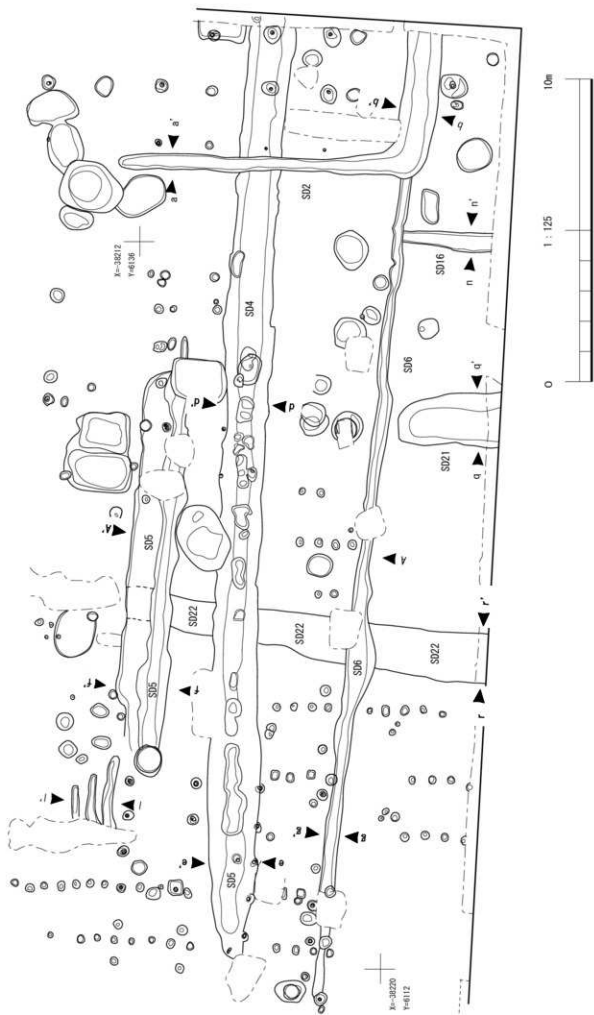 10m
1:125
0
a'
a
b'
b
SD2
n'
n
SD16
X=-38212
Y=6136
SD4
SD6
d'
d
q'
q
SD21
A'
A
SD5
SD22
SD22
SD22
r'
r
SD5
SD6
f'
f
l'
l
e'
SD5
X=-38220
Y=6112